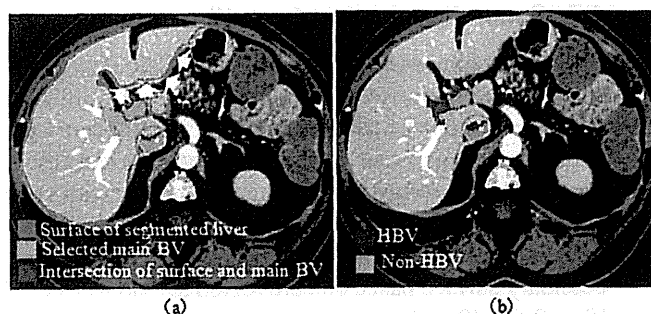 Surface of segmented liver
Selected main BV
Intersection of surface and main BV
HBV
Non-HBV
(a)
(b)